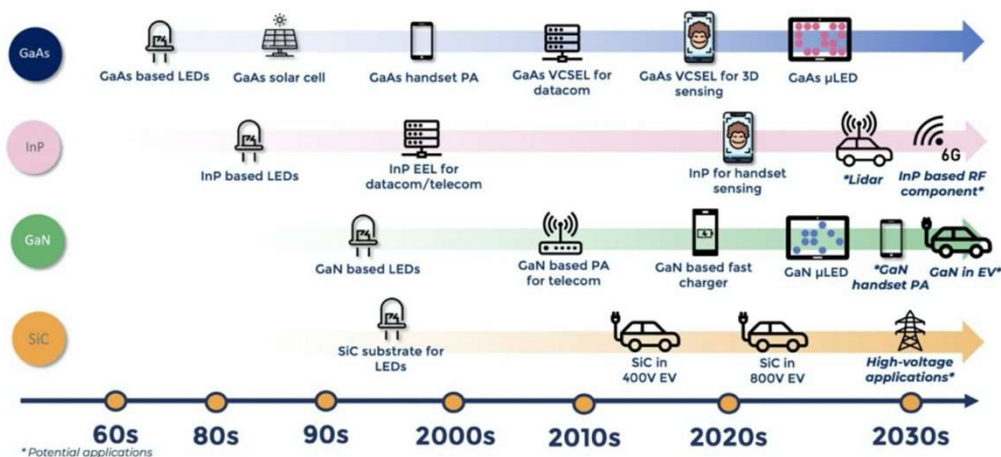 GaAs
GaAs based LEDs
GaAs solar cell
GaAs handset PA
GaAs VCSEL for
datacom
GaAs VCSEL for 3D
sensing
GaAs µLED
InP
InP based LEDs
InP EEL for
datacom/telecom
InP for handset
sensing
*Lidar
6G
InP based RF
component*
GaN
GaN based LEDs
GaN based PA
for telecom
GaN based fast
charger
GaN µLED
*GaN
handset PA
GaN in EV*
SiC
SiC substrate for
LEDs
SiC in
400V EV
SiC in
800V EV
High-voltage
applications*
60s
80s
90s
2000s
2010s
2020s
2030s
* Potential applications